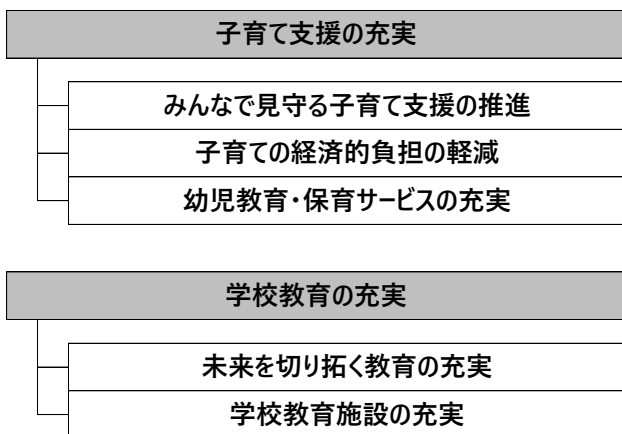 子育て支援の充実
みんなで見守る子育て支援の推進
子育ての経済的負担の軽減
幼児教育・保育サービスの充実
学校教育の充実
未来を切り拓く教育の充実
学校教育施設の充実